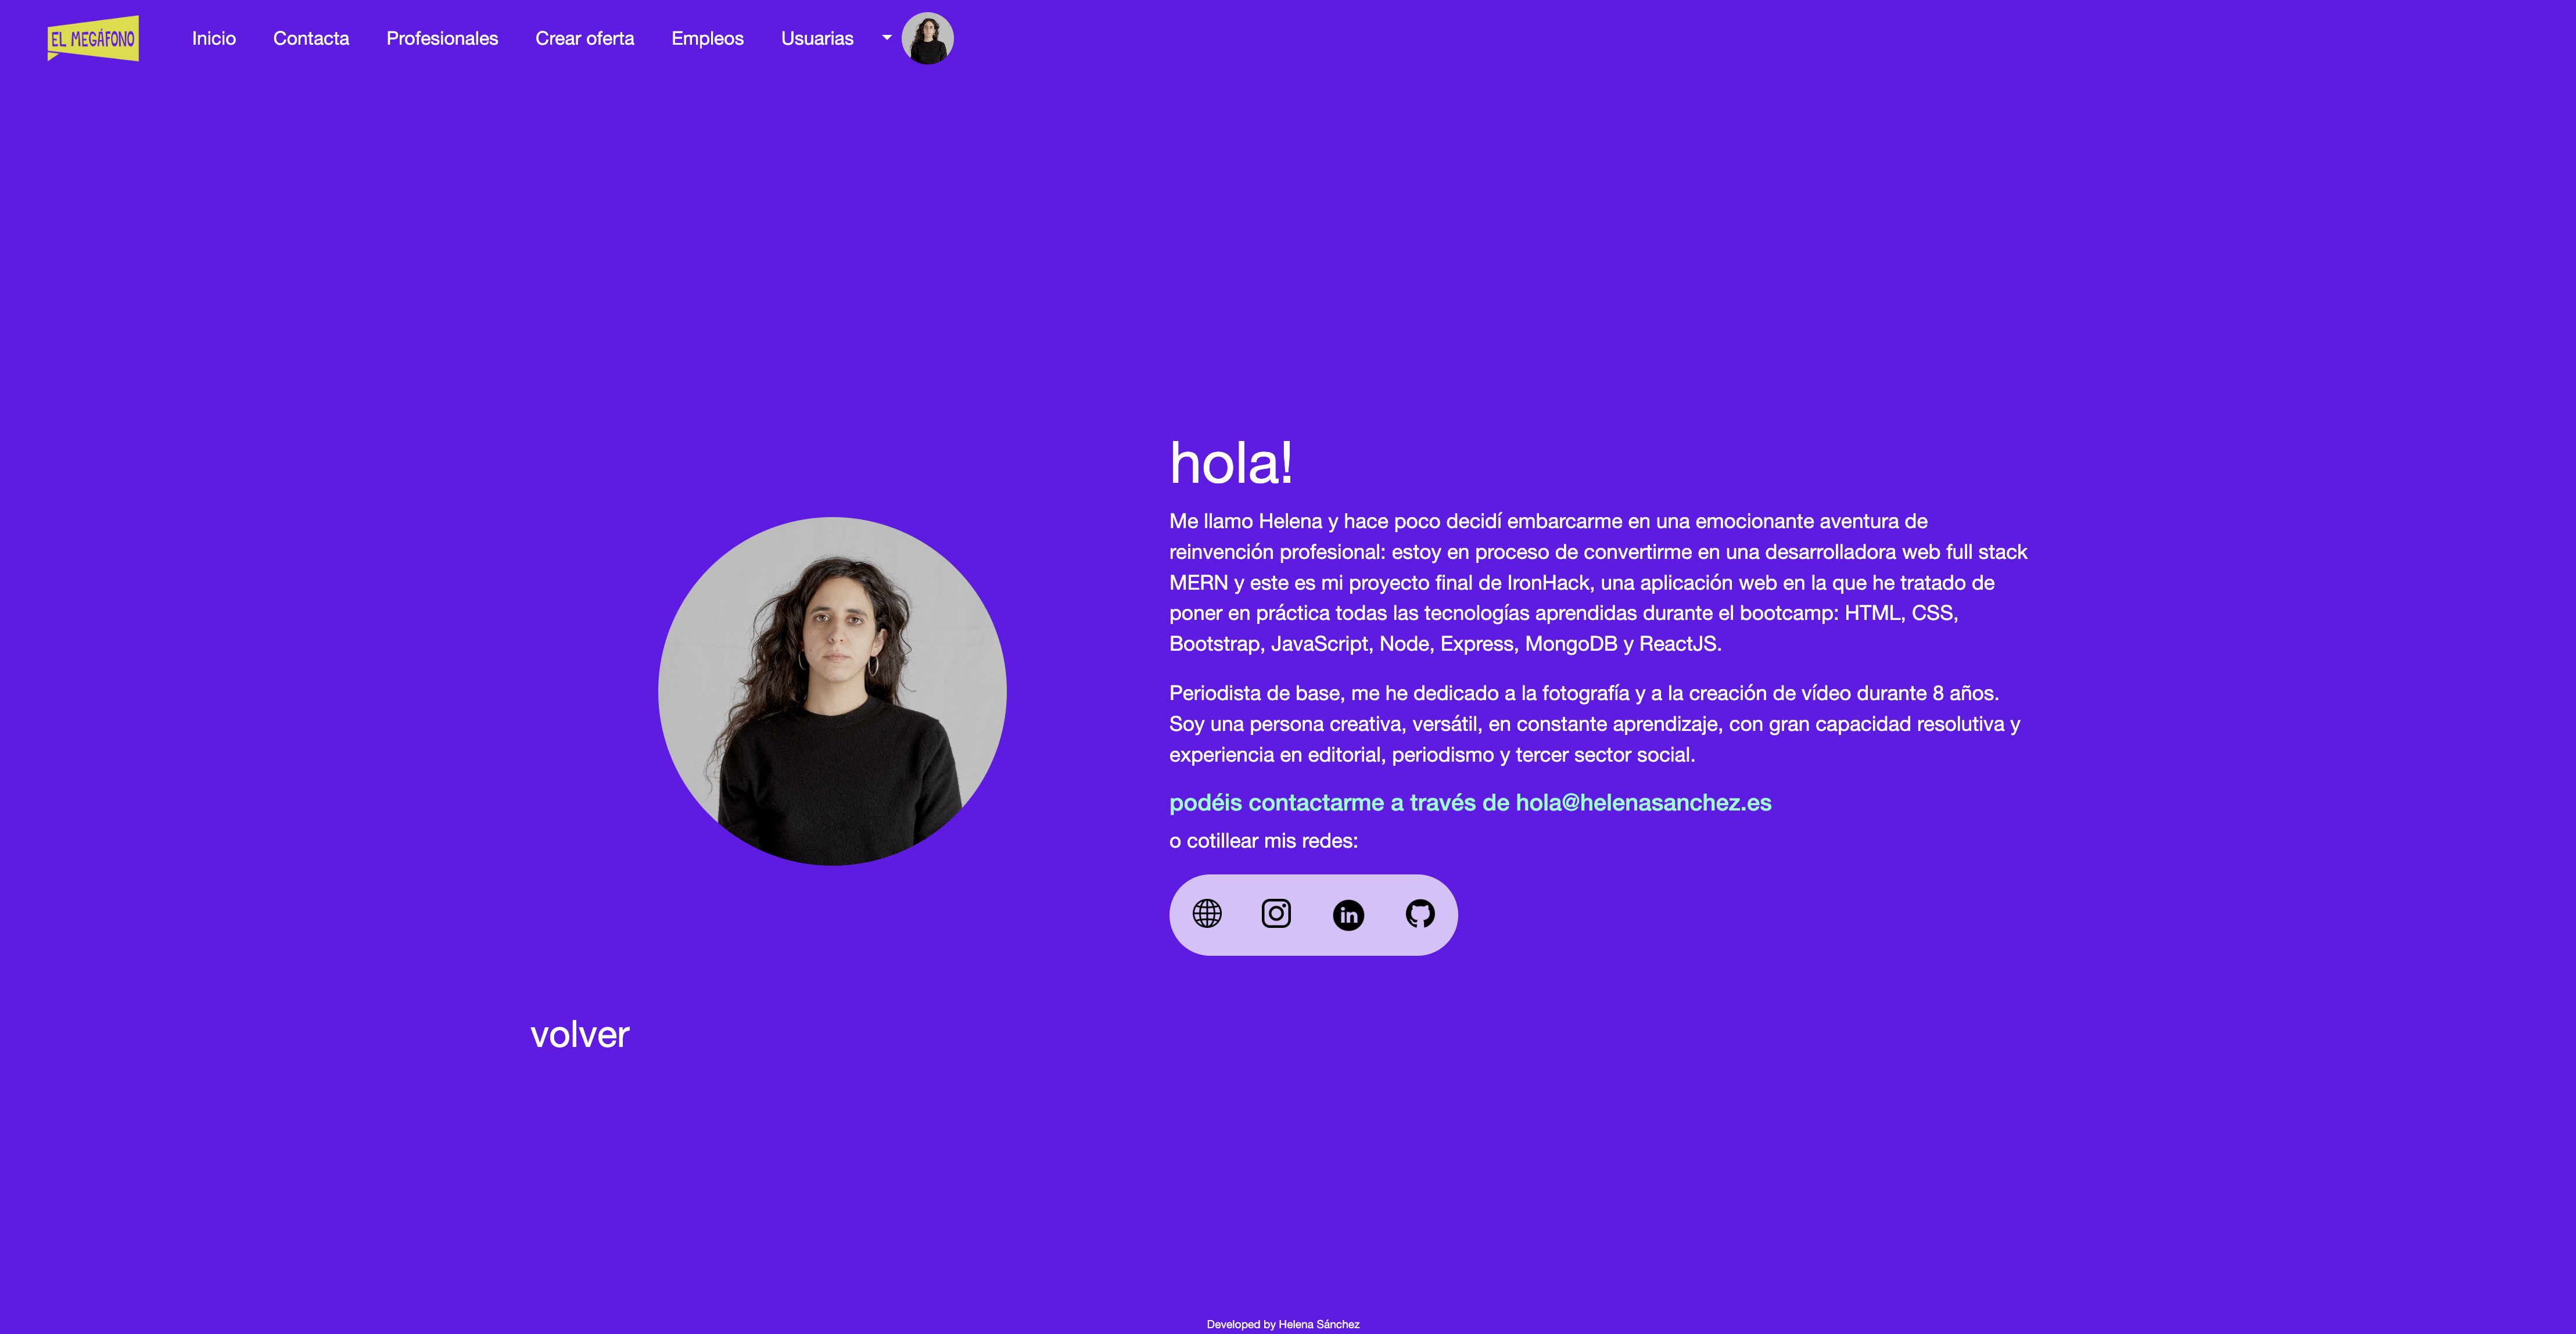 EL MEGÁFONO
Inicio Contacta Profesionales Crear oferta Empleos Usuarias
hola!
Me llamo Helena y hace poco decidí embarcarme en una emocionante aventura de
reinvención profesional: estoy en proceso de convertirme en una desarrolladora web full stack
MERN y este es mi proyecto final de IronHack, una aplicación web en la que he tratado de
poner en práctica todas las tecnologías aprendidas durante el bootcamp: HTML, CSS,
Bootstrap, JavaScript, Node, Express, MongoDB y ReactJS.
Periodista de base, me he dedicado a la fotografía y a la creación de vídeo durante 8 años.
Soy una persona creativa, versátil, en constante aprendizaje, con gran capacidad resolutiva y
experiencia en editorial, periodismo y tercer sector social.
podéis contactarme a través de hola@helenasanchez.es
o cotillear mis redes:
in
volver
Developed by Helena Sánchez